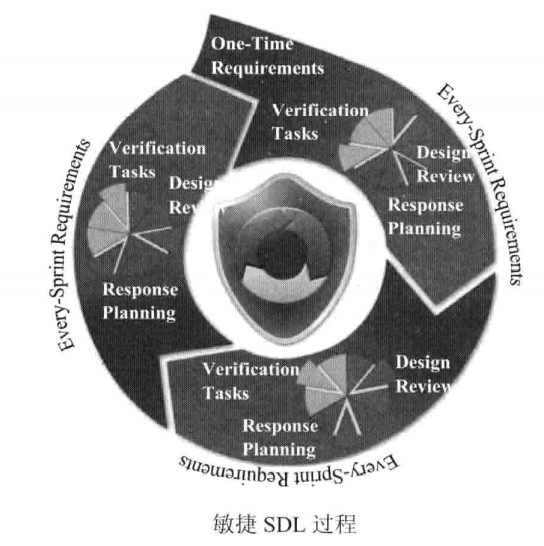 One-Time
Requirements
Every-Sprint Requirements
Verification
Tasks
Design
Review
Response
Planning
Every-Sprint Requirements
Verification
Tasks
Design
Rev
Response
Planning
Verification
Tasks
Design
Review
Response
Planning
Every-Sprint Requirements
敏捷 SDL 过程